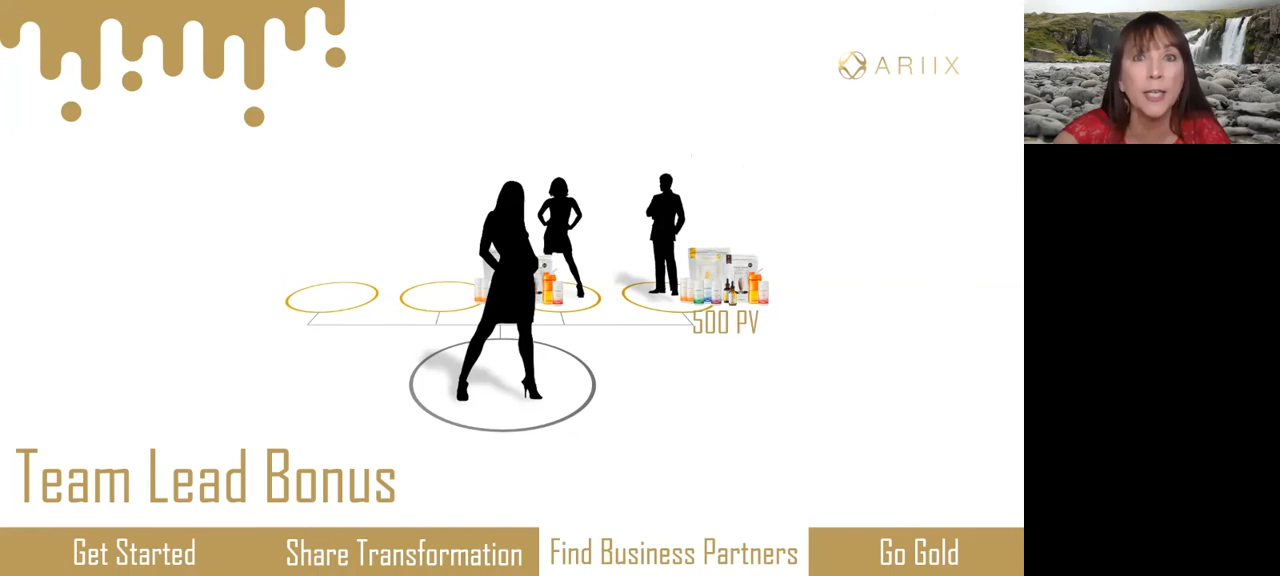 ARIIX
500 PV
Team Lead Bonus
Get Started
Share Transformation
Find Business Partners
Go Gold